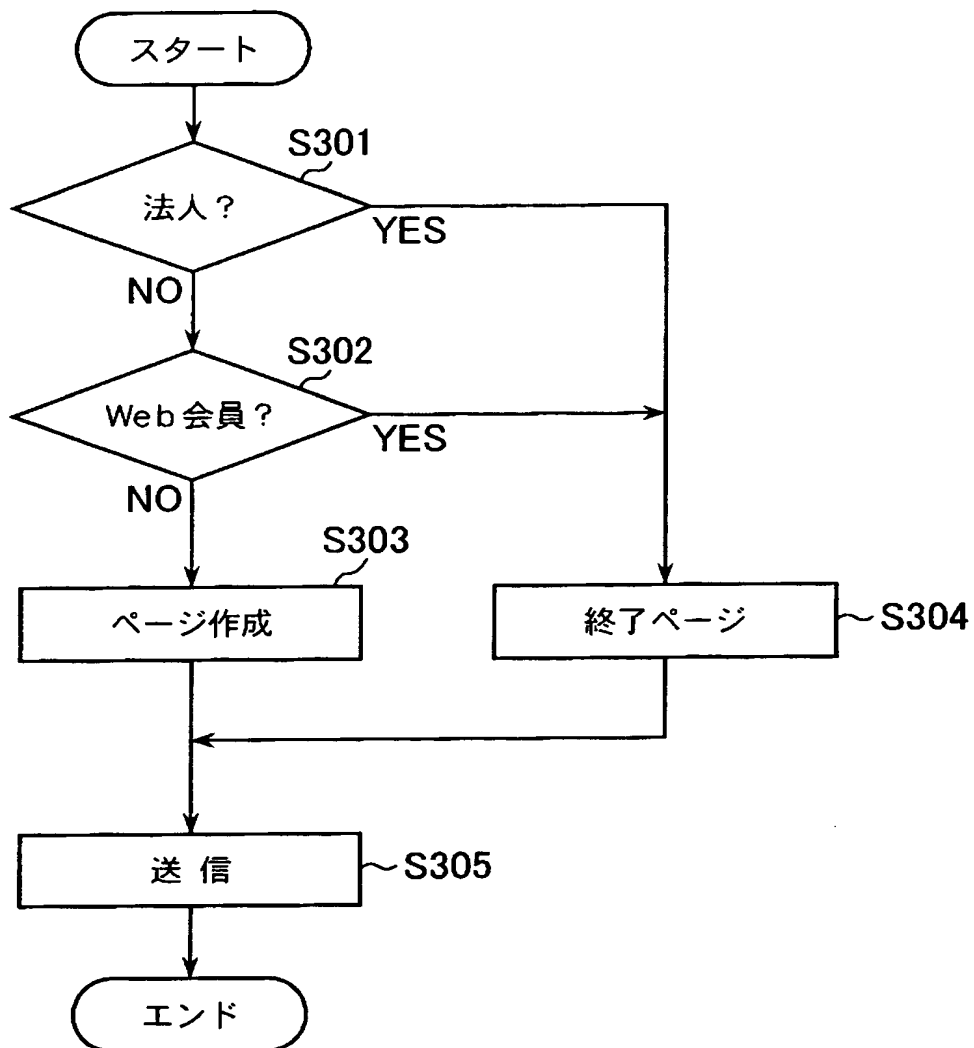 スタート
S301
法人？
YES
NO
S302
Web会員？
YES
NO
S303
ページ作成
終了ページ
S304
送信
S305
エンド